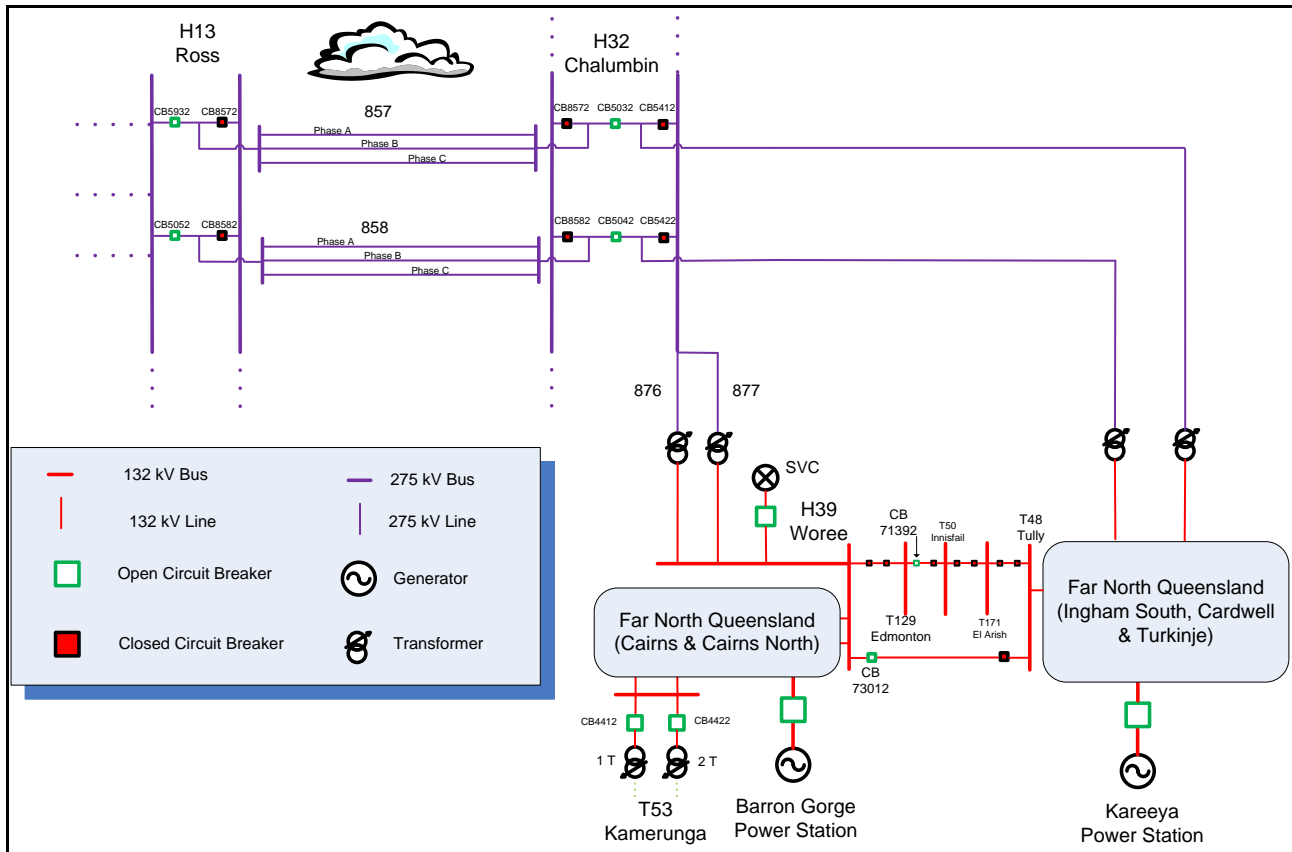 H13
Ross
H32
Chalumbin
CB5932
CB8572
857
CB8572
CB5032
CB5412
Phase A
Phase B
Phase C
CB5052
CB8582
858
CB8582
CB5042
CB5422
Phase A
Phase B
Phase C
876
877
132 kV Bus
275 kV Bus
132 kV Line
275 kV Line
Open Circuit Breaker
Generator
Closed Circuit Breaker
Transformer
SVC
H39
Woree
CB
71392
T50
Innisfail
T48
Tully
T129
Edmonton
T171
El Arish
CB
73012
Far North Queensland
(Cairns & Cairns North)
Far North Queensland
(Ingham South, Cardwell
& Turkinje)
CB4412
CB4422
1 T
2 T
T53
Kamerunga
Barron Gorge
Power Station
Kareeya
Power Station